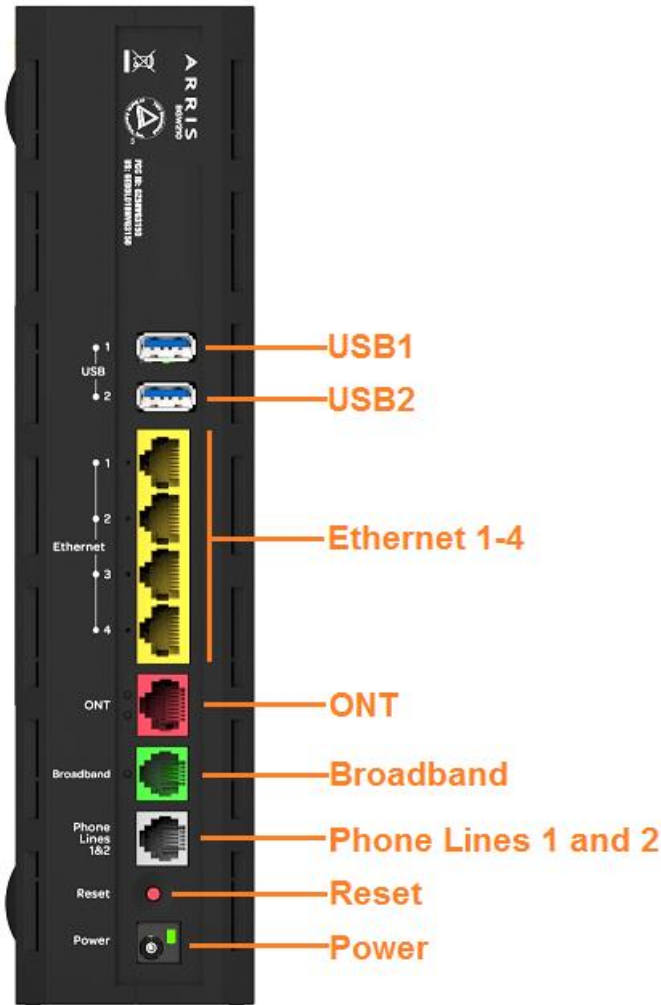 ARRIS
BGW210
1
USB
2
USB1
USB2
1
2
Ethernet
3
4
Ethernet 1-4
ONT
ONT
Broadband
Broadband
Phone
Lines
1&2
Phone Lines 1 and 2
Reset
Reset
Power
Power